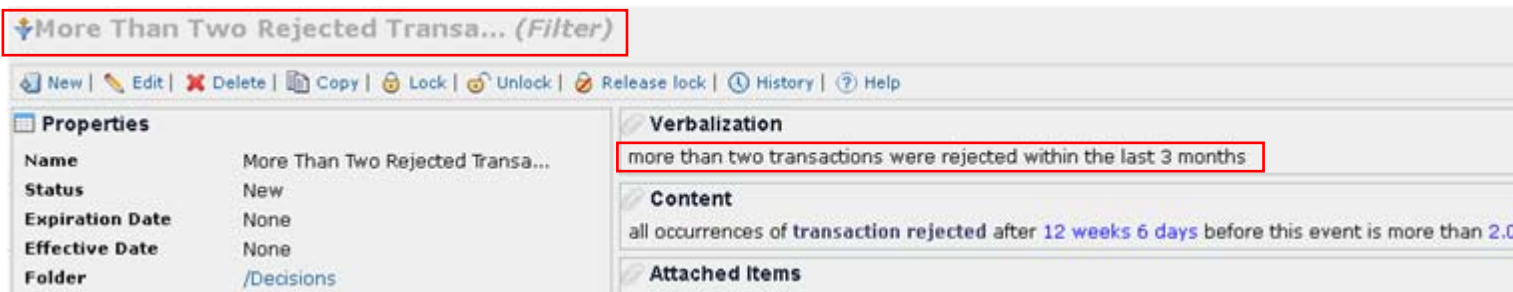 More Than Two Rejected Transa... (Filter)
New | Edit | Delete | Copy | Lock | Unlock | Release lock | History | Help
Properties
Name More Than Two Rejected Transa...
Status New
Expiration Date None
Effective Date None
Folder /Decisions
Verbalization
more than two transactions were rejected within the last 3 months
Content
all occurrences of transaction rejected after 12 weeks 6 days before this event is more than 2.0
Attached Items